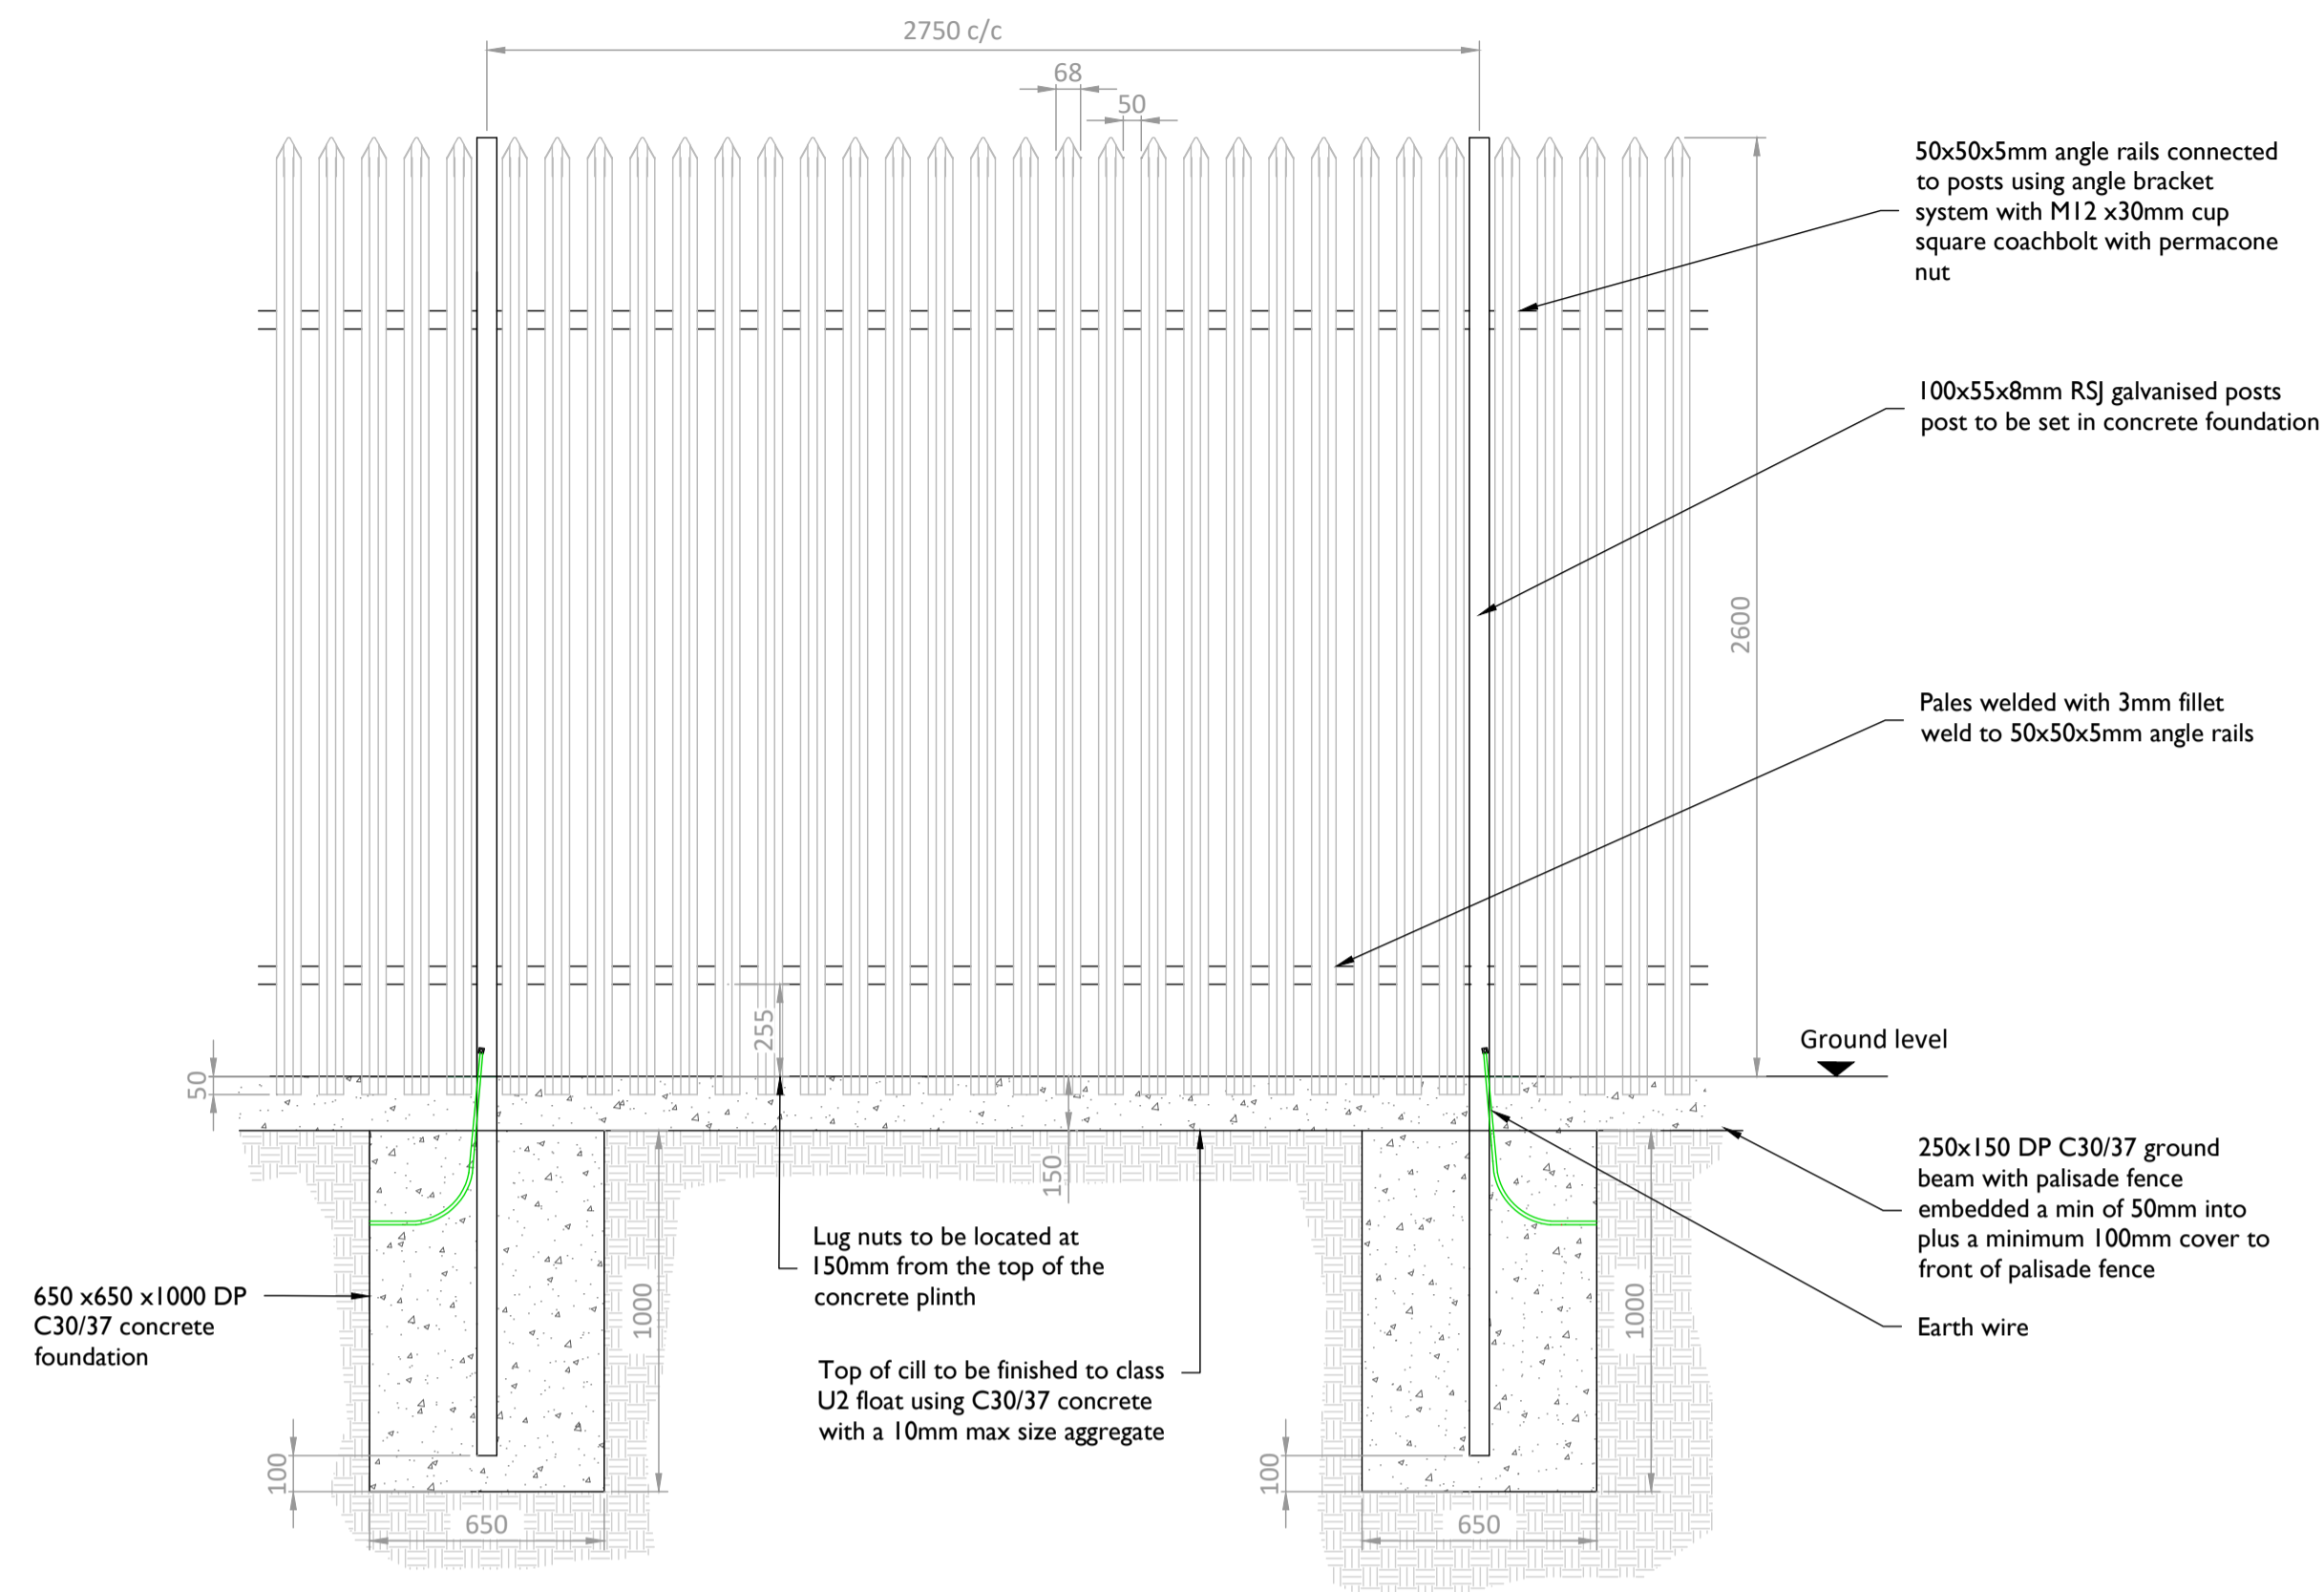 2750 c/c
68
50
50x50x5mm angle rails connected
to posts using angle bracket
system with M12 x30mm cup
square coachbolt with permacone
nut
100x55x8mm RSJ galvanised posts
post to be set in concrete foundation
2600
Pales welded with 3mm fillet
weld to 50x50x5mm angle rails
255
Ground level
50
150
250x150 DP C30/37 ground
beam with palisade fence
embedded a min of 50mm into
plus a minimum 100mm cover to
front of palisade fence
Lug nuts to be located at
150mm from the top of the
concrete plinth
650 x650 x1000 DP
C30/37 concrete
foundation
1000
1000
Earth wire
Top of cill to be finished to class
U2 float using C30/37 concrete
with a 10mm max size aggregate
100
100
650
650